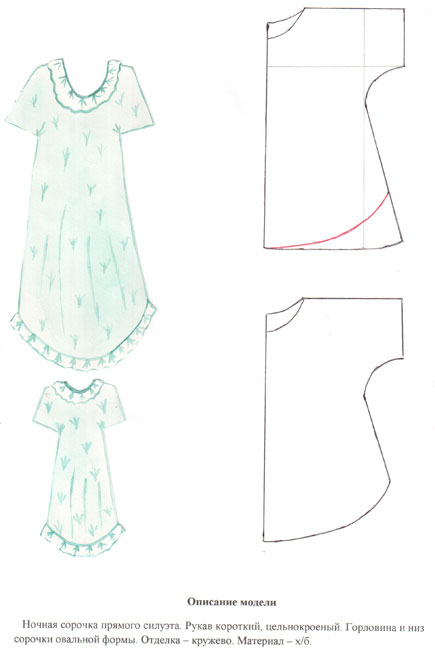 Описание модели
Ночная сорочка прямого силуэта. Рукав короткий, цельнокроеный. Горловина и низ
сорочки овальной формы. Отделка – кружево. Материал – х/б.